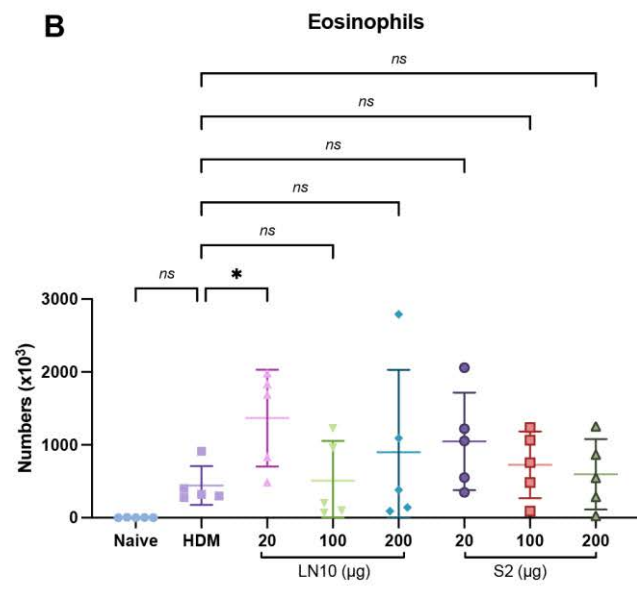 B
Eosinophils
ns
ns
ns
ns
ns
ns *
3000
2000
1000
0
Numbers (x10³)
Naive HDM 20 100 200 20 100 200
LN10 (µg) S2 (µg)